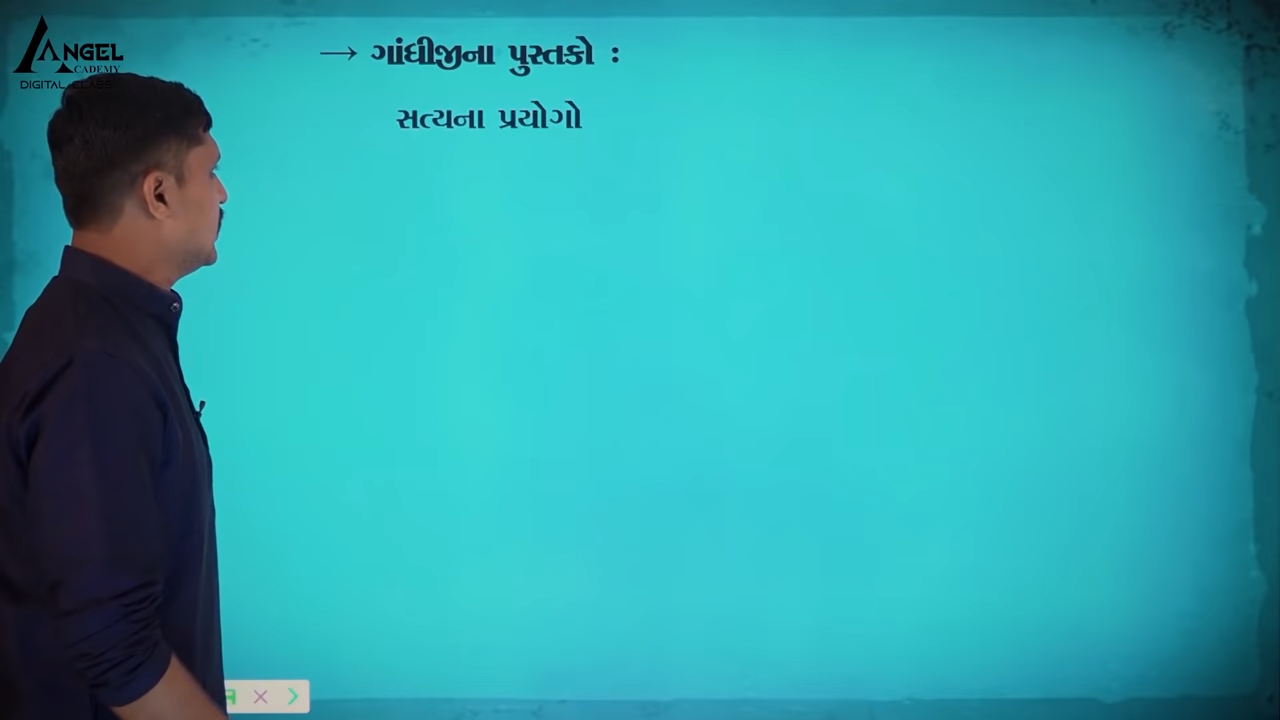 ANGEL
ACADEMY
DIGITAL CLASS
→ ગાંધીજીના પુસ્તકો :
સત્યના પ્રયોગો